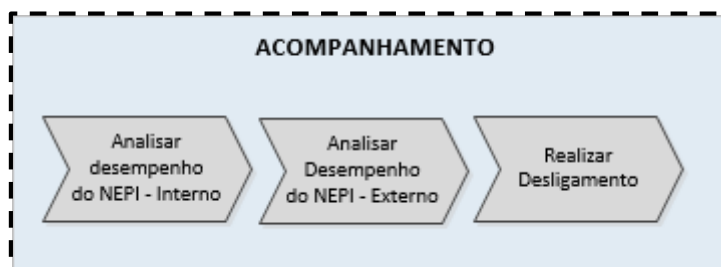 ACOMPANHAMENTO
Analisar
desempenho
do NEPI - Interno
Analisar
Desempenho
do NEPI - Externo
Realizar
Desligamento